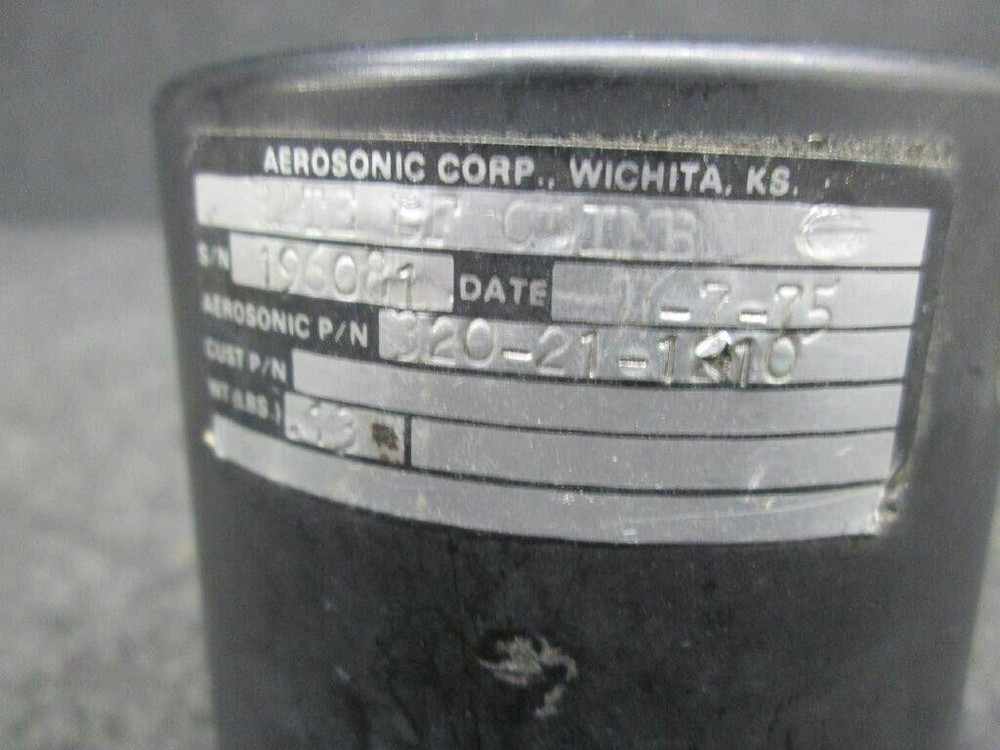 AEROSONIC CORP., WICHITA, KS.
RATE OF CLIMB
S/N 196081 DATE
AEROSONIC P/N
CUST P/N
WT (LBS.)